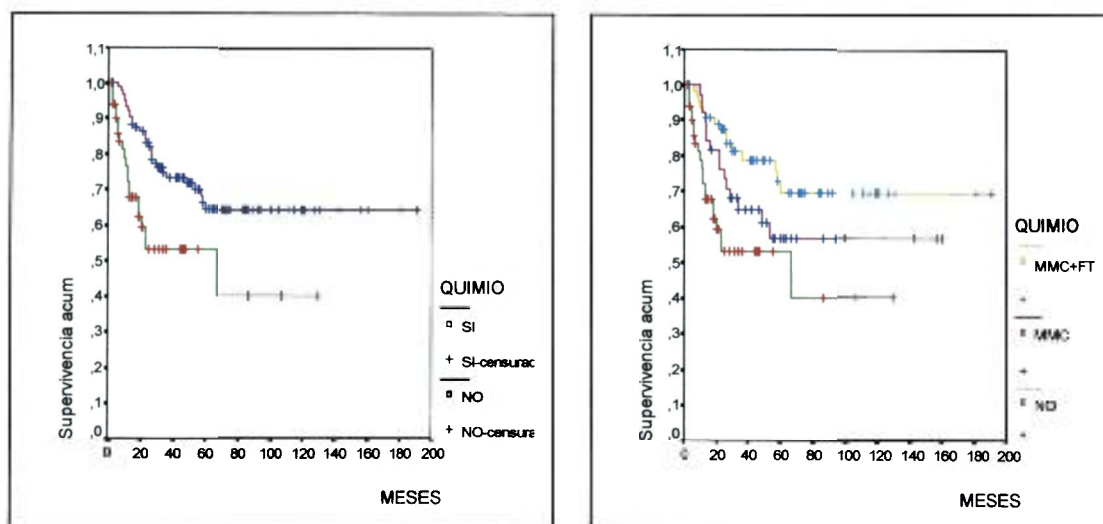 1,1
1,0
,9
,8
,7
,6
,5
,4
,3
,2
,1
,0
0 20 40 60 80 100 120 140 160 180 200
Supervivencia acum
MESES
QUIMIO
SI
SI-censurac
NO
NO-censura
1,1
1,0
,9
,8
,7
,6
,5
,4
,3
,2
,1
,0
0 20 40 60 80 100 120 140 160 180 200
Supervivencia acum
MESES
QUIMIO
MMC+FT
MMC
NO